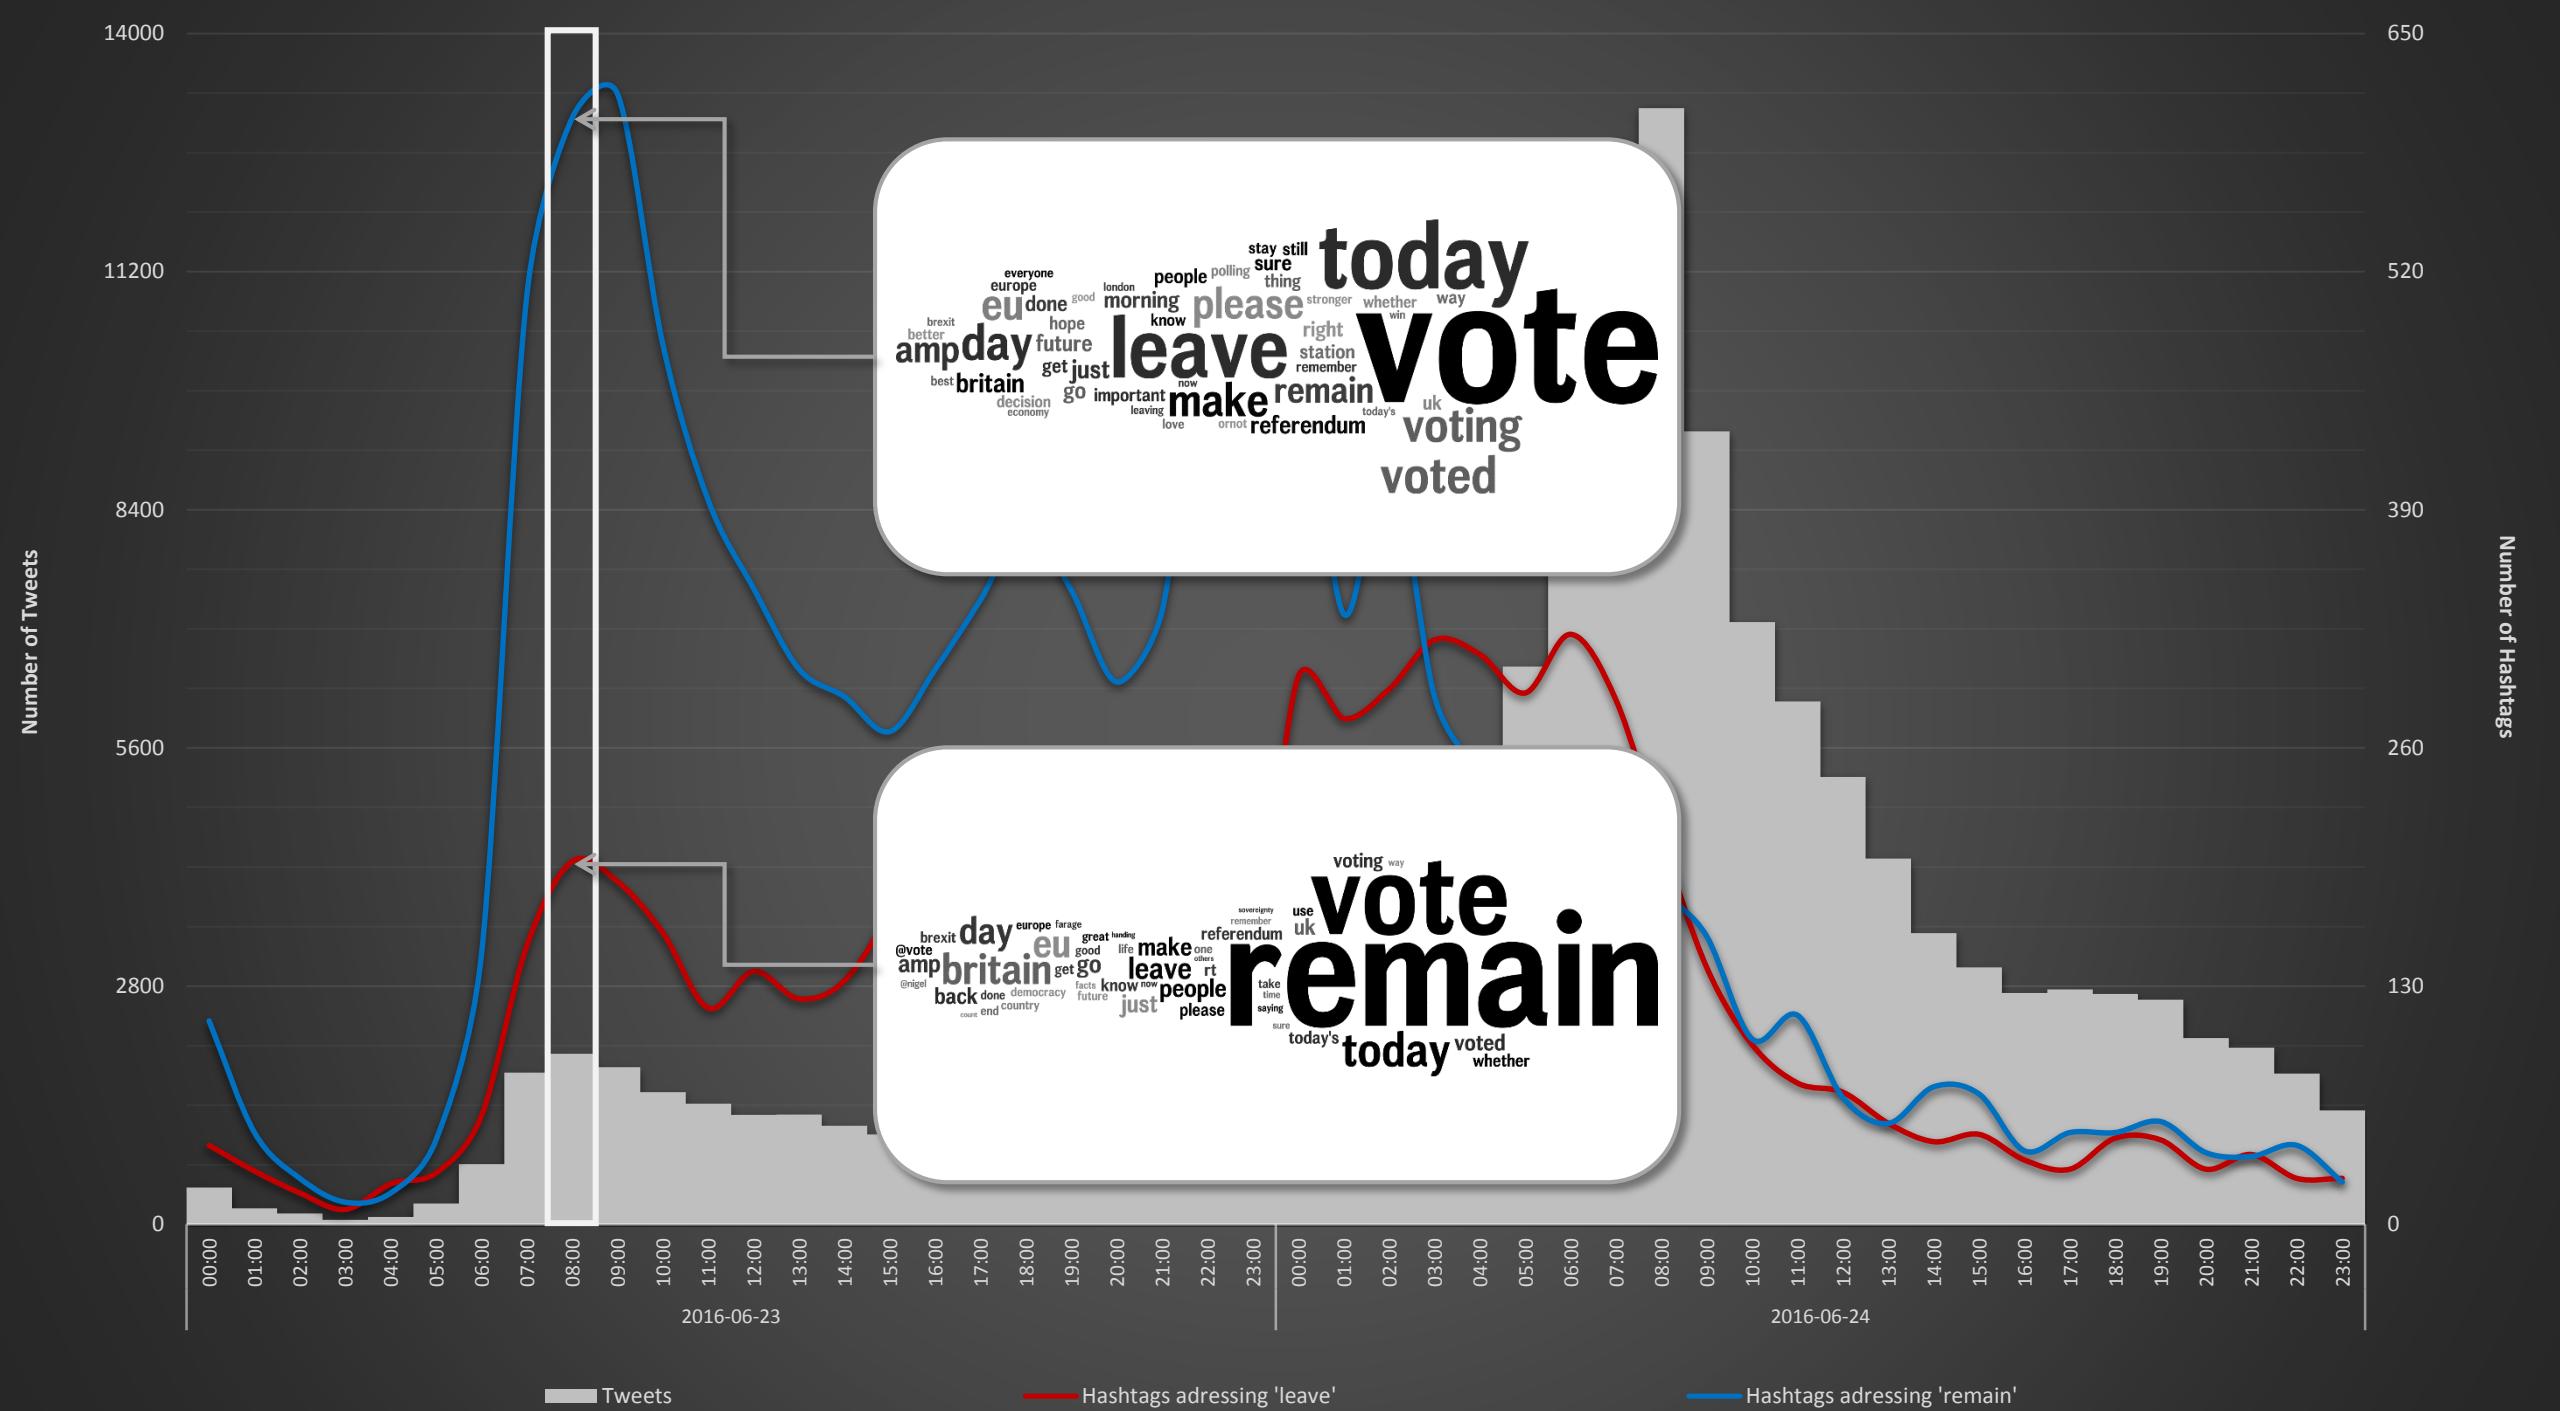 14000
11200
8400
5600
2800
0
Number of Tweets
650
520
390
260
130
0
Number of Hashtags
stay still
today
everyone
people polling sure
europe
london
thing
eu done good morning please stronger whether way
vote
brexit
hope
know
right
win
better
amp day future leave station
get just
remember
best britain
now
go important make remain
decision
leaving
today's
uk
economy
love
ornot referendum voting
voted
voting way
vote
sovereignty
use
remember
day europe farage
referendum uk
brexit
great handing
@vote
eu good
life make one
remain
amp britain get go
leave
others
rt
@nigel
facts know now people
take
back done democracy
future
just
time
end country
please
saying
count
sure
today's today voted
whether
00:00 01:00 02:00 03:00 04:00 05:00 06:00 07:00 08:00 09:00 10:00 11:00 12:00 13:00 14:00 15:00 16:00 17:00 18:00 19:00 20:00 21:00 22:00 23:00 00:00 01:00 02:00 03:00 04:00 05:00 06:00 07:00 08:00 09:00 10:00 11:00 12:00 13:00 14:00 15:00 16:00 17:00 18:00 19:00 20:00 21:00 22:00 23:00
2016-06-23 2016-06-24
Tweets Hashtags adressing 'leave' Hashtags adressing 'remain'